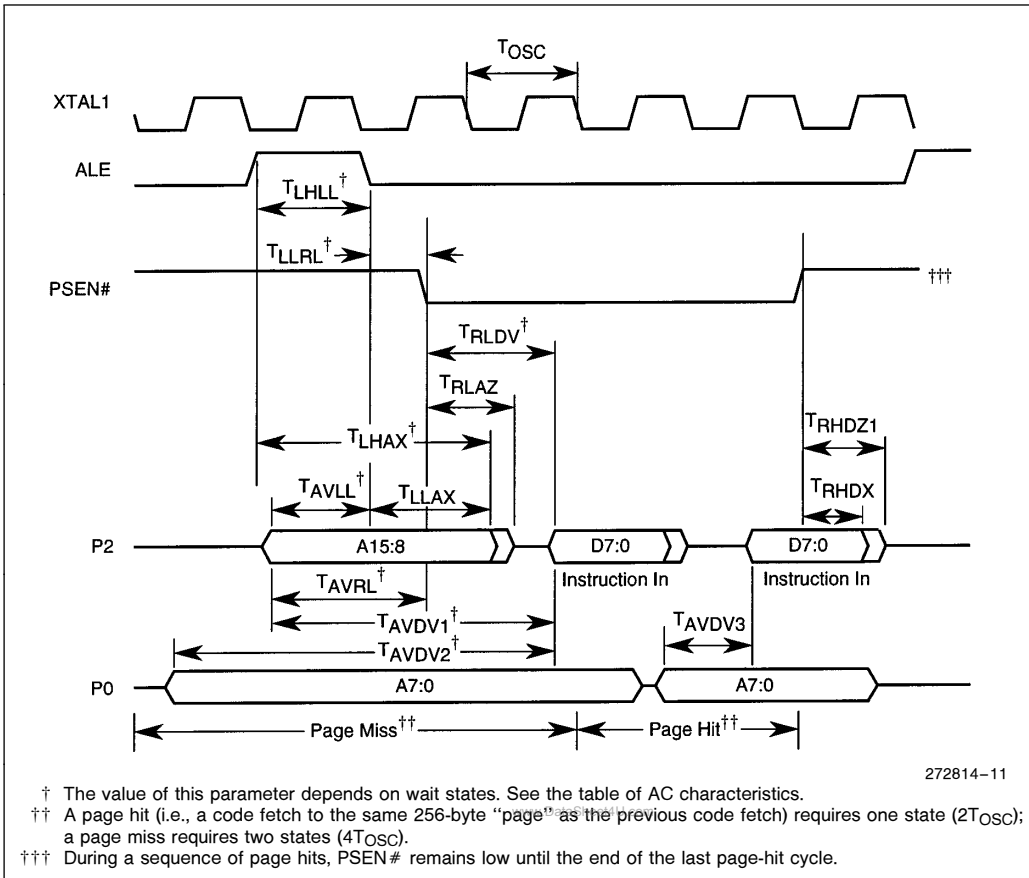 TOSC
XTAL1
ALE
TLHLL†
TLLRL†
PSEN#
†††
TRLDV†
TRLAZ
TLHAX†
TRHDZ1
TAVLL†
TLLAX
TRHDX
P2
A15:8
D7:0
D7:0
Instruction In
Instruction In
TAVRL†
TAVDV1†
TAVDV3
TAVDV2†
P0
A7:0
A7:0
Page Miss††
Page Hit††
272814–11
† The value of this parameter depends on wait states. See the table of AC characteristics.
www.DataSheet4U.com
†† A page hit (i.e., a code fetch to the same 256-byte “page” as the previous code fetch) requires one state (2TOSC);
a page miss requires two states (4TOSC).
††† During a sequence of page hits, PSEN# remains low until the end of the last page-hit cycle.